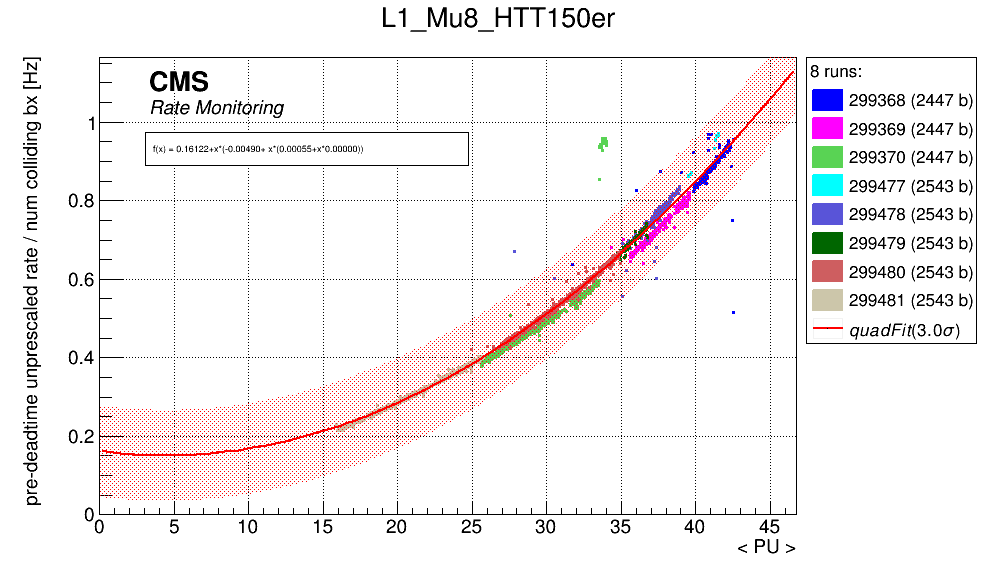 L1_Mu8_HTT150er
pre-deadtime unprescaled rate / num colliding bx [Hz]
CMS
Rate Monitoring
f(x) = 0.16122+x*(-0.00490+ x*(0.00055+x*0.00000))
1
0.8
0.6
0.4
0.2
0
0 5 10 15 20 25 30 35 40 45
< PU >
8 runs:
299368 (2447 b)
299369 (2447 b)
299370 (2447 b)
299477 (2543 b)
299478 (2543 b)
299479 (2543 b)
299480 (2543 b)
299481 (2543 b)
quadFit(3.0σ)